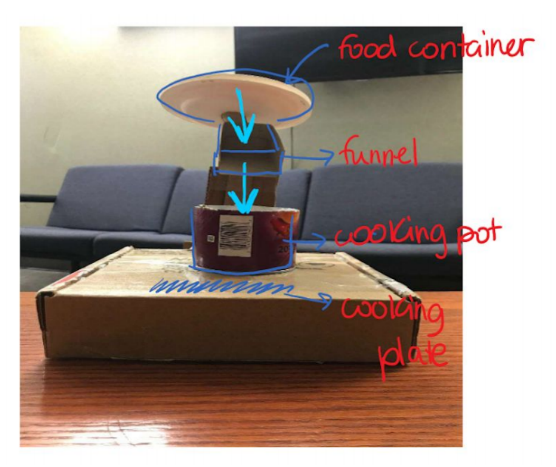 food container
funnel
cooking pot
cooking
plate